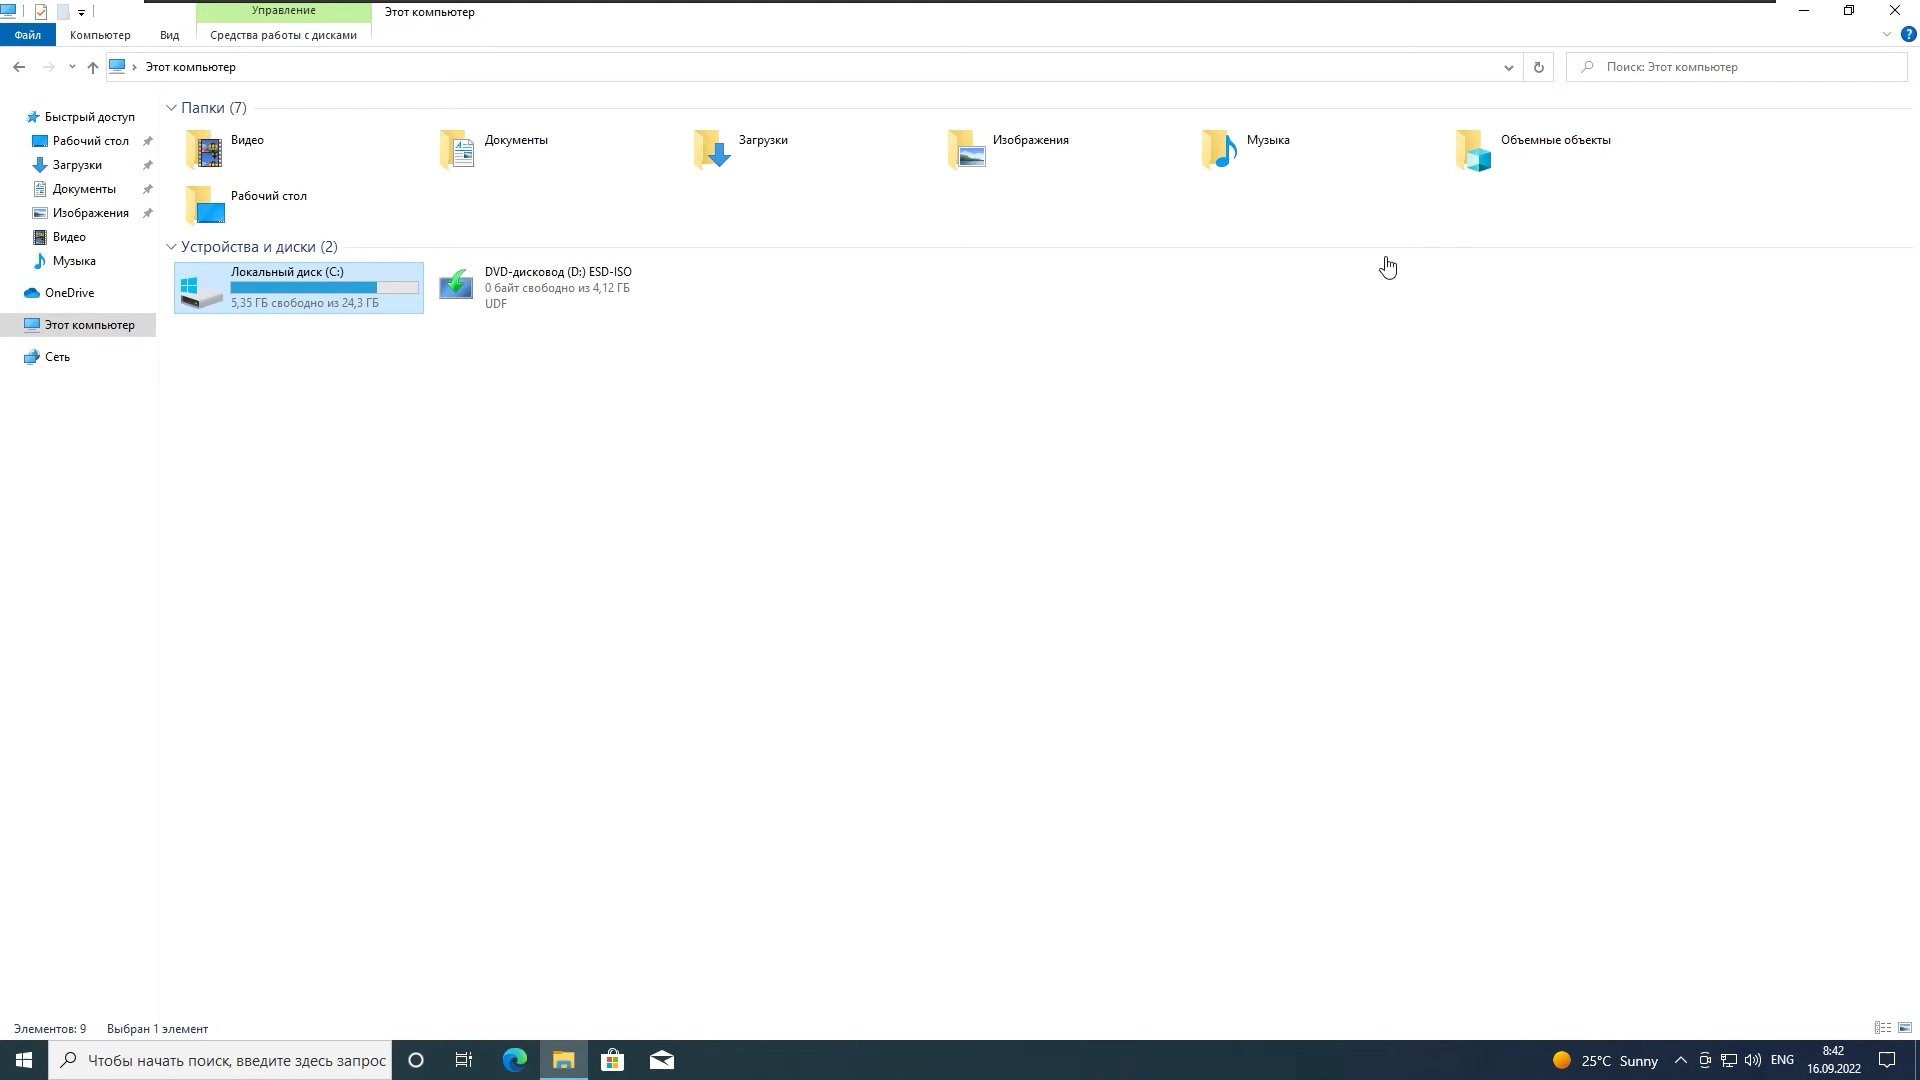 Управление
Этот компьютер
Файл
Компьютер
Вид
Средства работы с дисками
?
Этот компьютер
Поиск: Этот компьютер
Быстрый доступ
Рабочий стол
Загрузки
Документы
Изображения
Видео
Музыка
OneDrive
Этот компьютер
Сеть
Папки (7)
Видео
Документы
Загрузки
Изображения
Музыка
Объемные объекты
Рабочий стол
Устройства и диски (2)
Локальный диск (C:)
5,35 ГБ свободно из 24,3 ГБ
DVD-дисковод (D:) ESD-ISO
0 байт свободно из 4,12 ГБ
UDF
Элементов: 9
Выбран 1 элемент
Чтобы начать поиск, введите здесь запрос
25°C Sunny
ENG
8:42
16.09.2022